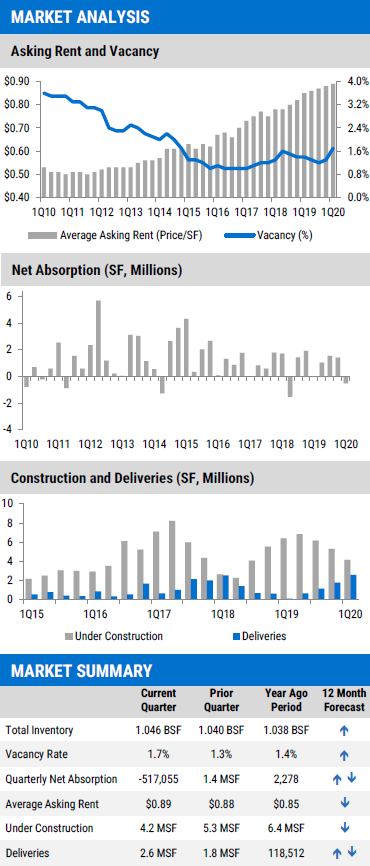 MARKET ANALYSIS
Asking Rent and Vacancy
$0.90 4.0%
$0.80 3.2%
$0.70 2.4%
$0.60 1.6%
$0.50 0.8%
$0.40 0.0%
1Q10 1Q11 1Q12 1Q13 1Q14 1Q15 1Q16 1Q17 1Q18 1Q19 1Q20
Average Asking Rent (Price/SF) Vacancy (%)
Net Absorption (SF, Millions)
6
4
2
0
-2
-4
1Q10 1Q11 1Q12 1Q13 1Q14 1Q15 1Q16 1Q17 1Q18 1Q19 1Q20
Construction and Deliveries (SF, Millions)
10
8
6
4
2
0
1Q15 1Q16 1Q17 1Q18 1Q19 1Q20
Under Construction Deliveries
MARKET SUMMARY
Current Quarter Prior Quarter Year Ago Period 12 Month Forecast
Total Inventory 1.046 BSF 1.040 BSF 1.038 BSF ↑
Vacancy Rate 1.7% 1.3% 1.4% ↑
Quarterly Net Absorption -517,055 1.4 MSF 2,278 ↑ ↓
Average Asking Rent $0.89 $0.88 $0.85 ↓
Under Construction 4.2 MSF 5.3 MSF 6.4 MSF ↓
Deliveries 2.6 MSF 1.8 MSF 118,512 ↑ ↓